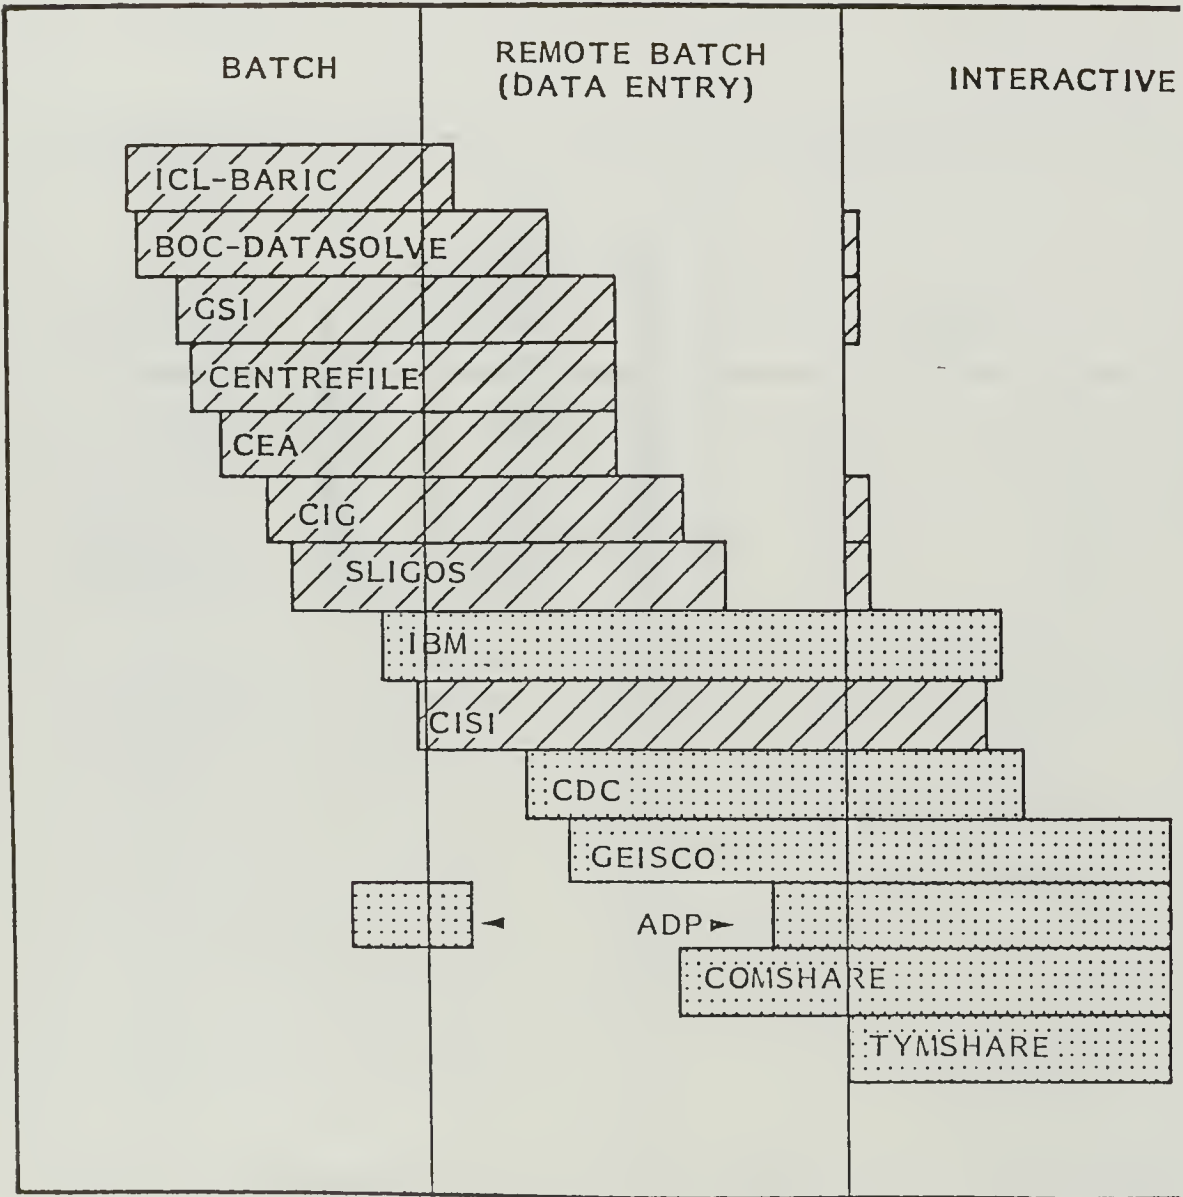 BATCH
REMOTE BATCH
(DATA ENTRY)
INTERACTIVE
ICL-BARIC
BOC-DATASOLVE
GSI
CENTREFILE
CEA
CIG
SLIGOS
IBM
CISI
CDC
GEISCO
ADP
COMSHARE
TYMSHARE